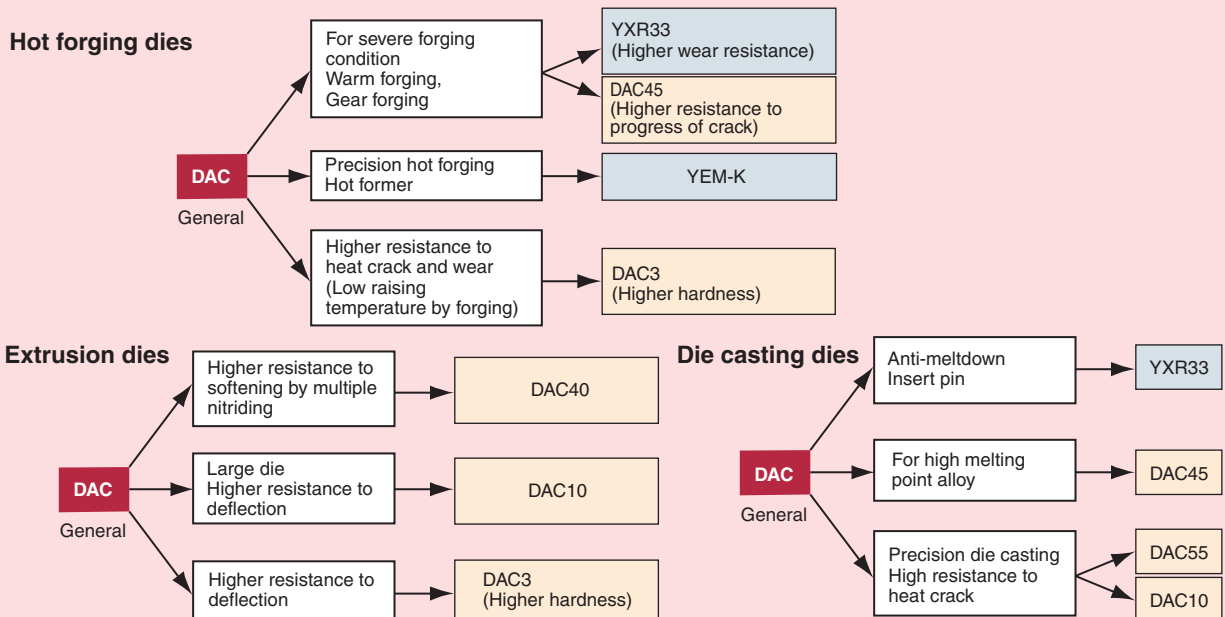 Hot forging dies
For severe forging
condition
Warm forging,
Gear forging
YXR33
(Higher wear resistance)
DAC45
(Higher resistance to
progress of crack)
DAC
General
Precision hot forging
Hot former
YEM-K
Higher resistance to
heat crack and wear
(Low raising
temperature by forging)
DAC3
(Higher hardness)
Extrusion dies
Higher resistance to
softening by multiple
nitriding
DAC40
DAC
General
Large die
Higher resistance to
deflection
DAC10
Higher resistance to
deflection
DAC3
(Higher hardness)
Die casting dies
Anti-meltdown
Insert pin
YXR33
DAC
General
For high melting
point alloy
DAC45
Precision die casting
High resistance to
heat crack
DAC55
DAC10